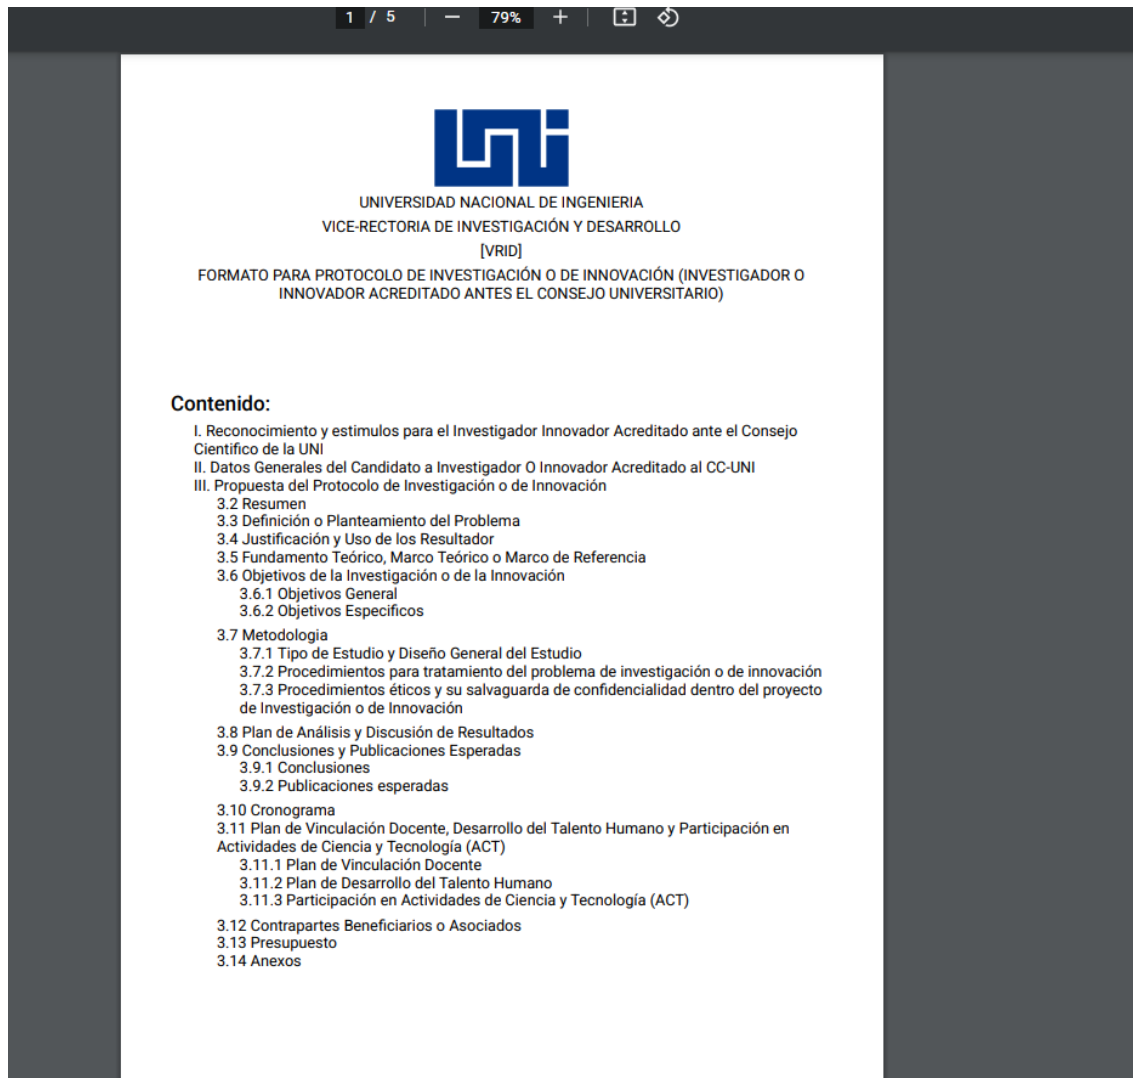 1 / 5 79%
uni
UNIVERSIDAD NACIONAL DE INGENIERIA
VICE-RECTORIA DE INVESTIGACIÓN Y DESARROLLO
[VRID]
FORMATO PARA PROTOCOLO DE INVESTIGACIÓN O DE INNOVACIÓN (INVESTIGADOR O
INNOVADOR ACREDITADO ANTES EL CONSEJO UNIVERSITARIO)
Contenido:
I. Reconocimiento y estimulos para el Investigador Innovador Acreditado ante el Consejo
Cientifico de la UNI
II. Datos Generales del Candidato a Investigador O Innovador Acreditado al CC-UNI
III. Propuesta del Protocolo de Investigación o de Innovación
3.2 Resumen
3.3 Definición o Planteamiento del Problema
3.4 Justificación y Uso de los Resultador
3.5 Fundamento Teórico, Marco Teórico o Marco de Referencia
3.6 Objetivos de la Investigación o de la Innovación
3.6.1 Objetivos General
3.6.2 Objetivos Especificos
3.7 Metodologia
3.7.1 Tipo de Estudio y Diseño General del Estudio
3.7.2 Procedimientos para tratamiento del problema de investigación o de innovación
3.7.3 Procedimientos éticos y su salvaguarda de confidencialidad dentro del proyecto
de Investigación o de Innovación
3.8 Plan de Análisis y Discusión de Resultados
3.9 Conclusiones y Publicaciones Esperadas
3.9.1 Conclusiones
3.9.2 Publicaciones esperadas
3.10 Cronograma
3.11 Plan de Vinculación Docente, Desarrollo del Talento Humano y Participación en
Actividades de Ciencia y Tecnología (ACT)
3.11.1 Plan de Vinculación Docente
3.11.2 Plan de Desarrollo del Talento Humano
3.11.3 Participación en Actividades de Ciencia y Tecnología (ACT)
3.12 Contrapartes Beneficiarios o Asociados
3.13 Presupuesto
3.14 Anexos